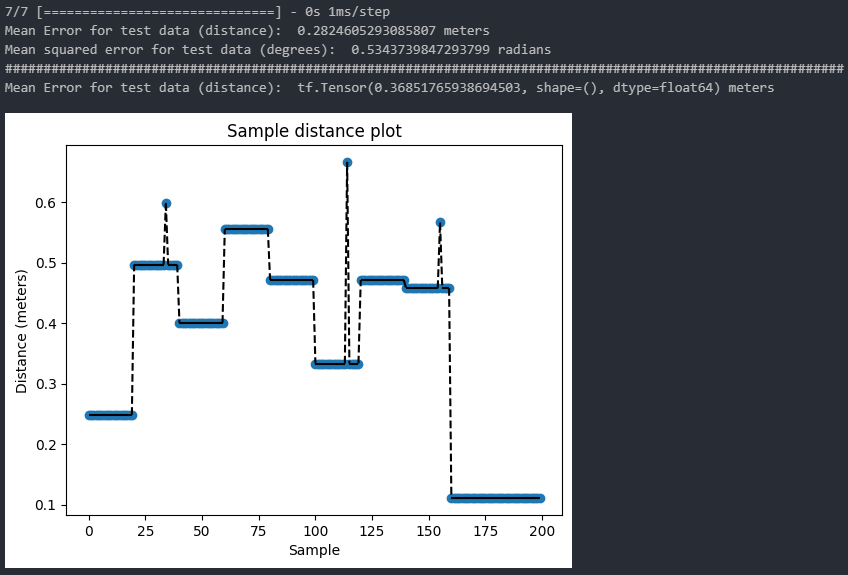 7/7 [==============================] - 0s 1ms/step
Mean Error for test data (distance):  0.2824605293085807 meters
Mean squared error for test data (degrees):  0.5343739847293799 radians
#############################################################################################################
Mean Error for test data (distance):  tf.Tensor(0.36851765938694503, shape=(), dtype=float64) meters
Sample distance plot
0.6
0.5
0.4
0.3
0.2
0.1
Distance (meters)
0 25 50 75 100 125 150 175 200
Sample